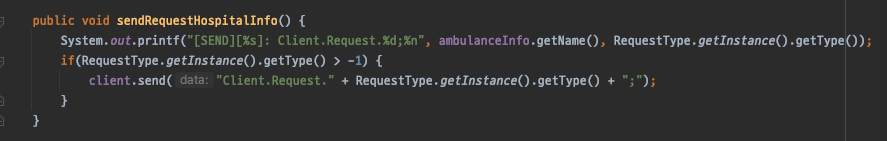 public void sendRequestHospitalInfo() {
System.out.printf("[SEND][%s]: Client.Request.%d;%n", ambulanceInfo.getName(), RequestType.getInstance().getType());
if(RequestType.getInstance().getType() > -1) {
client.send( data: "Client.Request." + RequestType.getInstance().getType() + ";");
}
}